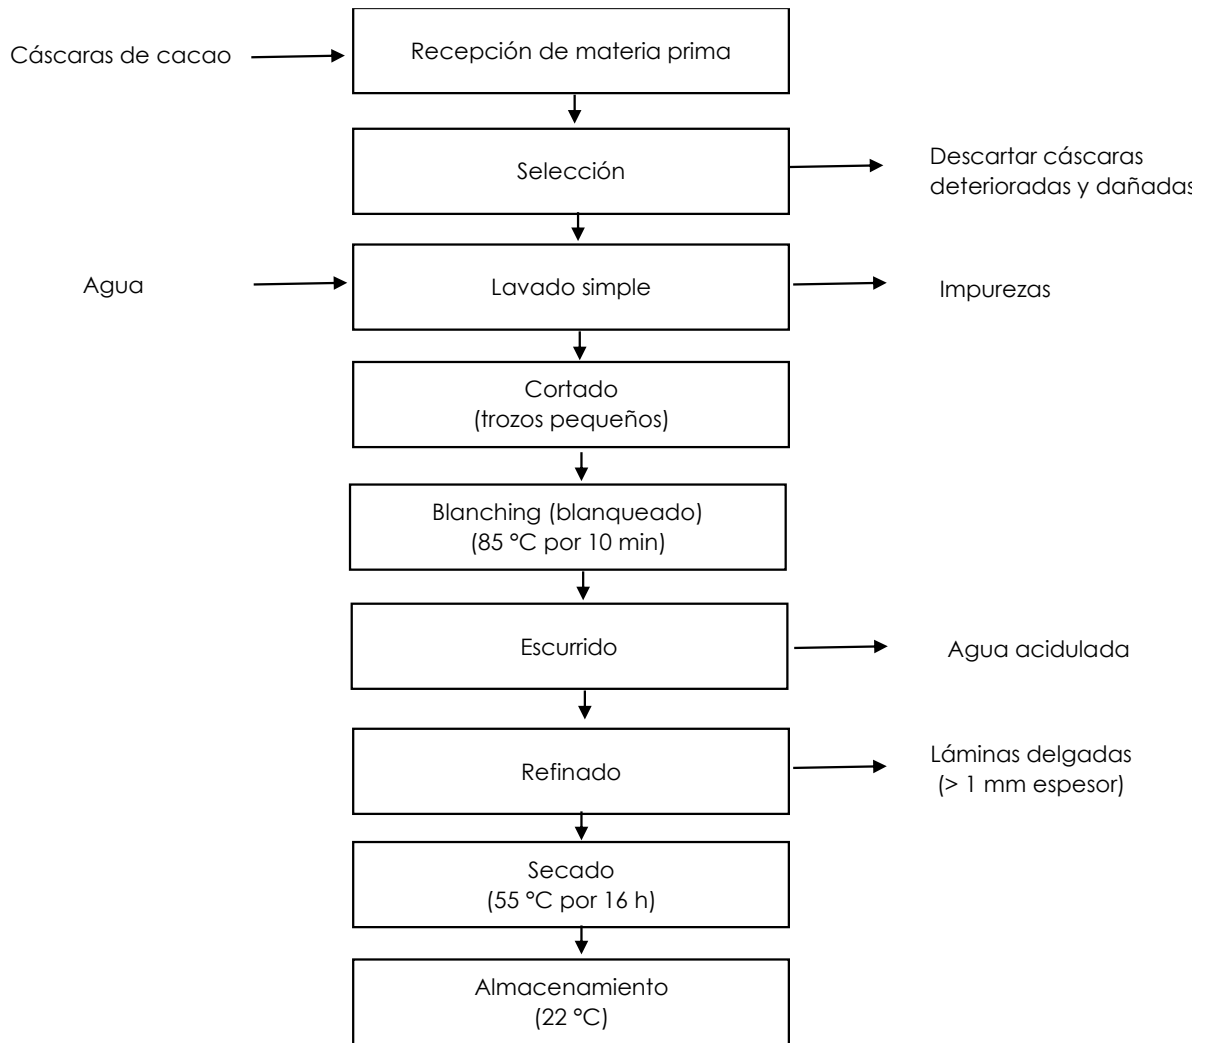 Recepción de materia prima
Cáscaras de cacao
Selección
Descartar cáscaras
deterioradas y dañadas
Lavado simple
Agua
Impurezas
Cortado
(trozos pequeños)
Blanching (blanqueado)
(85 °C por 10 min)
Escurrido
Agua acidulada
Refinado
Láminas delgadas
(> 1 mm espesor)
Secado
(55 °C por 16 h)
Almacenamiento
(22 °C)